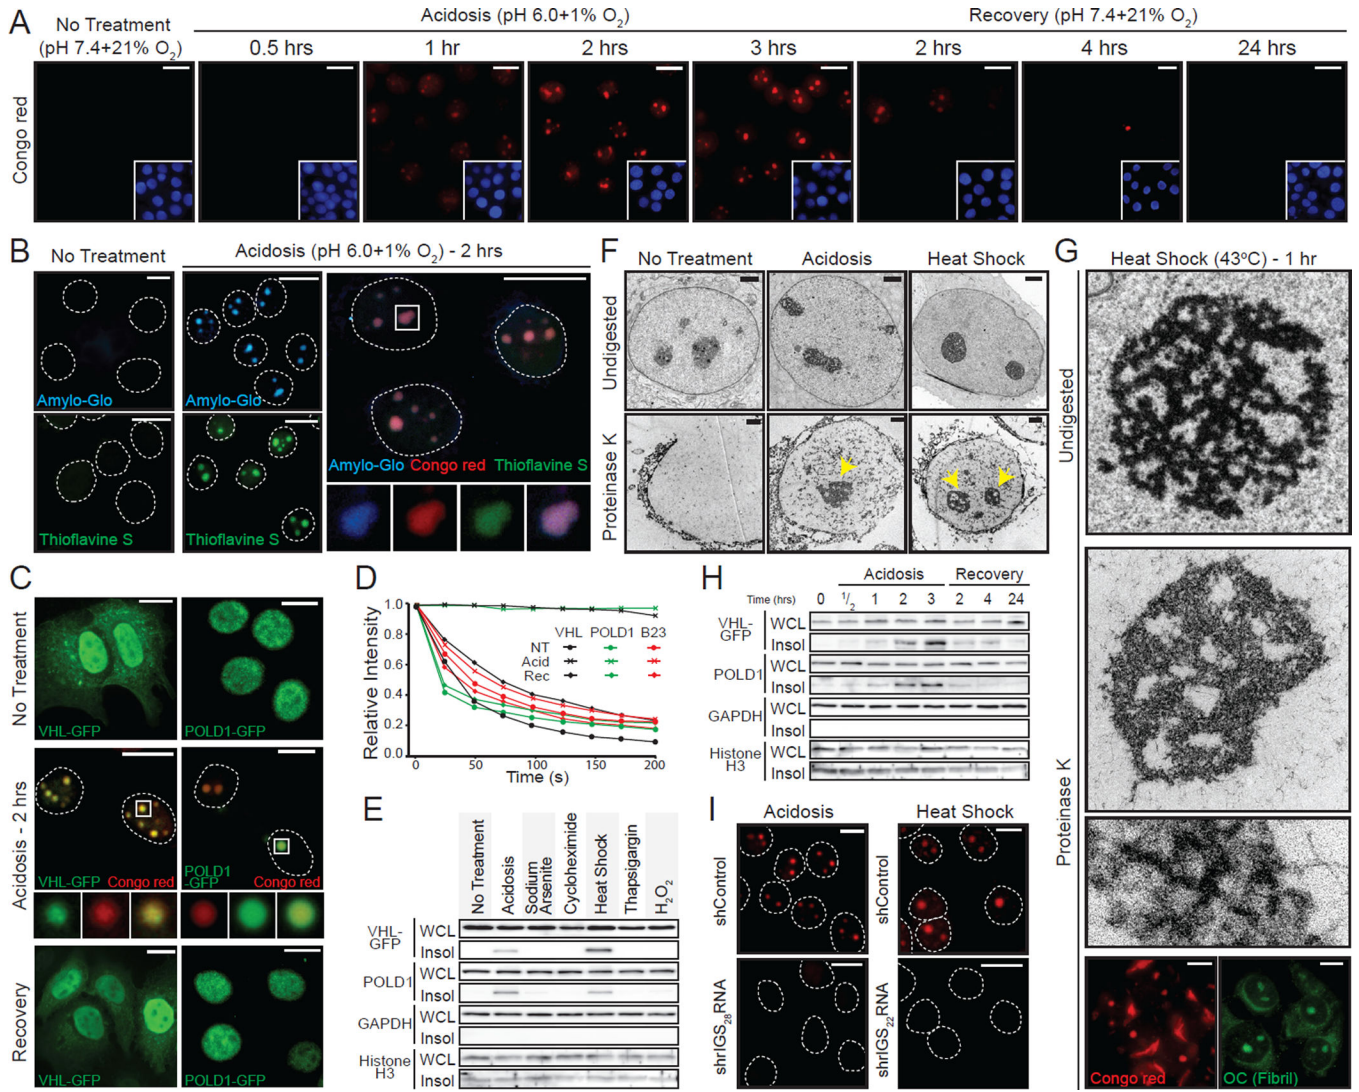 A
No Treatment
(pH 7.4+21% O2)
Acidosis (pH 6.0+1% O2)
Recovery (pH 7.4+21% O2)
0.5 hrs
1 hr
2 hrs
3 hrs
2 hrs
4 hrs
24 hrs
Congo red
B
No Treatment
Acidosis (pH 6.0+1% O2) - 2 hrs
Amylo-Glo
Amylo-Glo
Thioflavine S
Thioflavine S
Amylo-Glo Congo red Thioflavine S
C
No Treatment
VHL-GFP
POLD1-GFP
Acidosis - 2 hrs
VHL-GFP Congo red
POLD1
-GFP
Congo red
Recovery
VHL-GFP
POLD1-GFP
D
Relative Intensity
1.0
0.8
0.6
0.4
0.2
0.0
0
50
100
150
200
Time (s)
VHL POLD1 B23
NT
Acid
Rec
E
No Treatment
Acidosis
Sodium
Arsenite
Cycloheximide
Heat Shock
Thapsigargin
H2O2
VHL-
GFP
WCL
Insol
POLD1
WCL
Insol
GAPDH
WCL
Insol
Histone
H3
WCL
Insol
F
No Treatment
Acidosis
Heat Shock
Undigested
Proteinase K
G
Heat Shock (43ºC) - 1 hr
Undigested
Proteinase K
Congo red
OC (Fibril)
H
Acidosis
Recovery
Time (hrs) 0 1/2 1 2 3 2 4 24
VHL-
GFP
WCL
Insol
POLD1
WCL
Insol
GAPDH
WCL
Insol
Histone
H3
WCL
Insol
I
Acidosis
Heat Shock
shControl
shControl
shrIGS28RNA
shrIGS22RNA